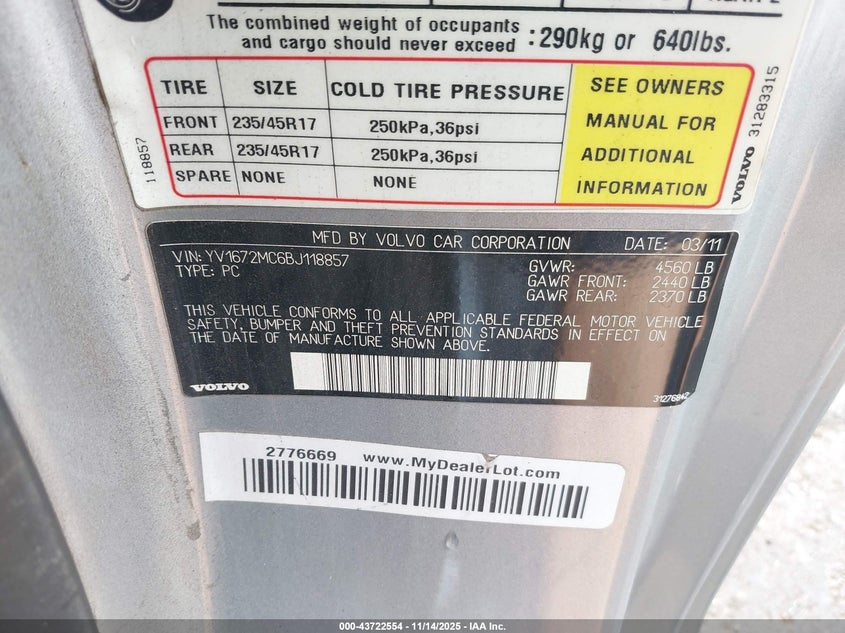 The combined weight of occupants
and cargo should never exceed : 290kg or 640lbs.
TIRE SIZE COLD TIRE PRESSURE SEE OWNERS
FRONT 235/45R17 250kPa,36psi MANUAL FOR
REAR 235/45R17 250kPa,36psi ADDITIONAL
SPARE NONE NONE INFORMATION
118857
VOLVO 31283315
MFD BY VOLVO CAR CORPORATION DATE: 03/11
VIN: YV1672MC6BJ118857 GVWR: 4560 LB
TYPE: PC GAWR FRONT: 2440 LB
GAWR REAR: 2370 LB
THIS VEHICLE CONFORMS TO ALL APPLICABLE FEDERAL MOTOR VEHICLE
SAFETY, BUMPER AND THEFT PREVENTION STANDARDS IN EFFECT ON
THE DATE OF MANUFACTURE SHOWN ABOVE.
VOLVO
2776669 www.MyDealerLot.com
000-43722554 - 11/14/2025 - IAA Inc.